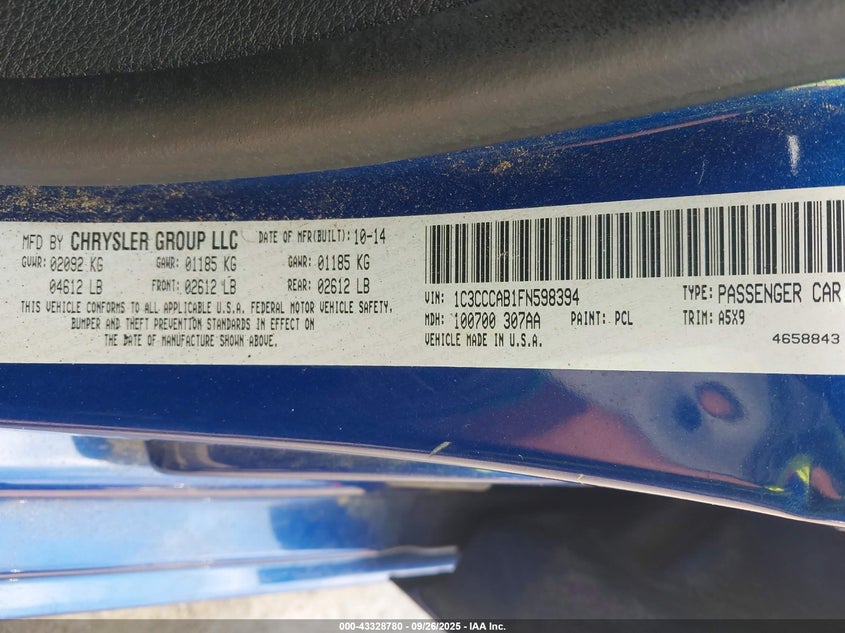 MFD BY CHRYSLER GROUP LLC DATE OF MFR(BUILT): 10-14
GVWR: 02092 KG GAWR: 01185 KG GAWR: 01185 KG
04612 LB FRONT: 02612 LB REAR: 02612 LB
THIS VEHICLE CONFORMS TO ALL APPLICABLE U.S.A. FEDERAL MOTOR VEHICLE SAFETY,
BUMPER AND THEFT PREVENTION STANDARDS IN EFFECT ON
THE DATE OF MANUFACTURE SHOWN ABOVE.
VIN: 1C3CCCAB1FN598394 TYPE: PASSENGER CAR
MDH: 100700 307AA PAINT: PCL TRIM: A5X9
VEHICLE MADE IN U.S.A. 4658843
000-43328780 - 09/26/2025 - IAA Inc.